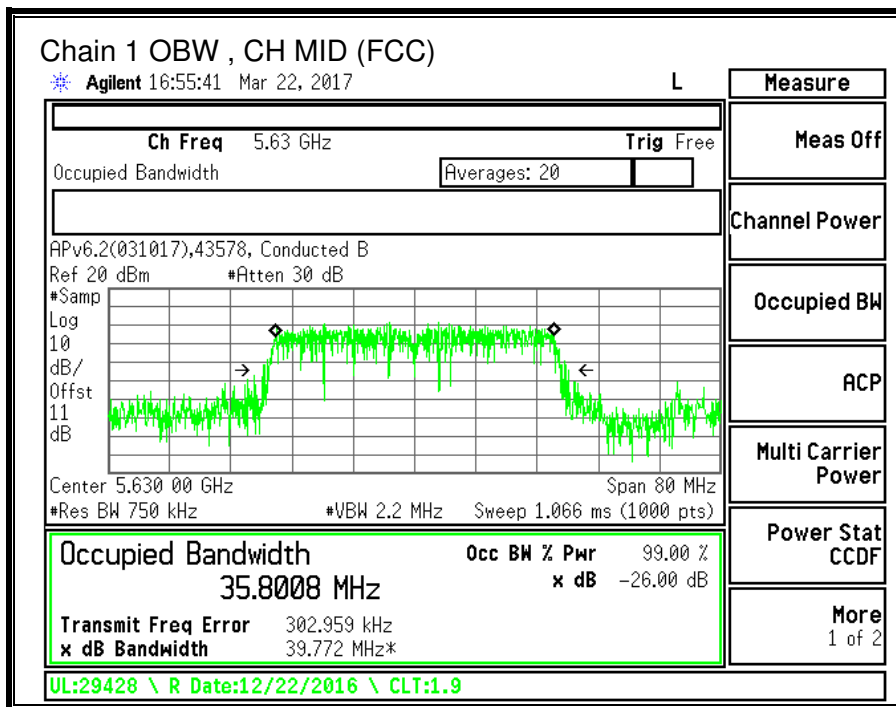 Chain 1 OBW , CH MID (FCC)
Agilent 16:55:41 Mar 22, 2017 L
Measure
Ch Freq 5.63 GHz Trig Free
Occupied Bandwidth Averages: 20
APv6.2(031017),43578, Conducted B
Ref 20 dBm #Atten 30 dB
#Samp
Log
10
dB/
Offst
11
dB
Center 5.630 00 GHz Span 80 MHz
#Res BW 750 kHz #VBW 2.2 MHz Sweep 1.066 ms (1000 pts)
Occupied Bandwidth Occ BW % Pwr 99.00 %
35.8008 MHz x dB -26.00 dB
Transmit Freq Error 302.959 kHz
x dB Bandwidth 39.772 MHz*
UL:29428 \ R Date:12/22/2016 \ CLT:1.9
Meas Off
Channel Power
Occupied BW
ACP
Multi Carrier
Power
Power Stat
CCDF
More
1 of 2